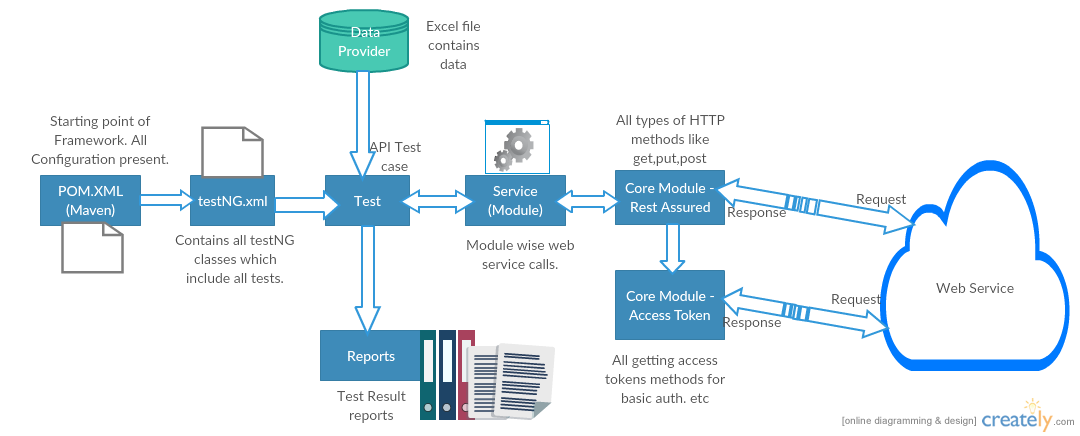 Data
Provider
Excel file
contains
data
Starting point of
Framework. All
Configuration present.
API Test
case
All types of HTTP
methods like
get,put,post
POM.XML
(Maven)
testNG.xml
Test
Service
(Module)
Core Module -
Rest Assured
Response
Request
Contains all testNG
classes which
include all tests.
Module wise web
service calls.
Core Module -
Access Token
Response
Request
Web Service
Reports
Test Result
reports
All getting access
tokens methods for
basic auth. etc
[online diagramming & design] creately.com